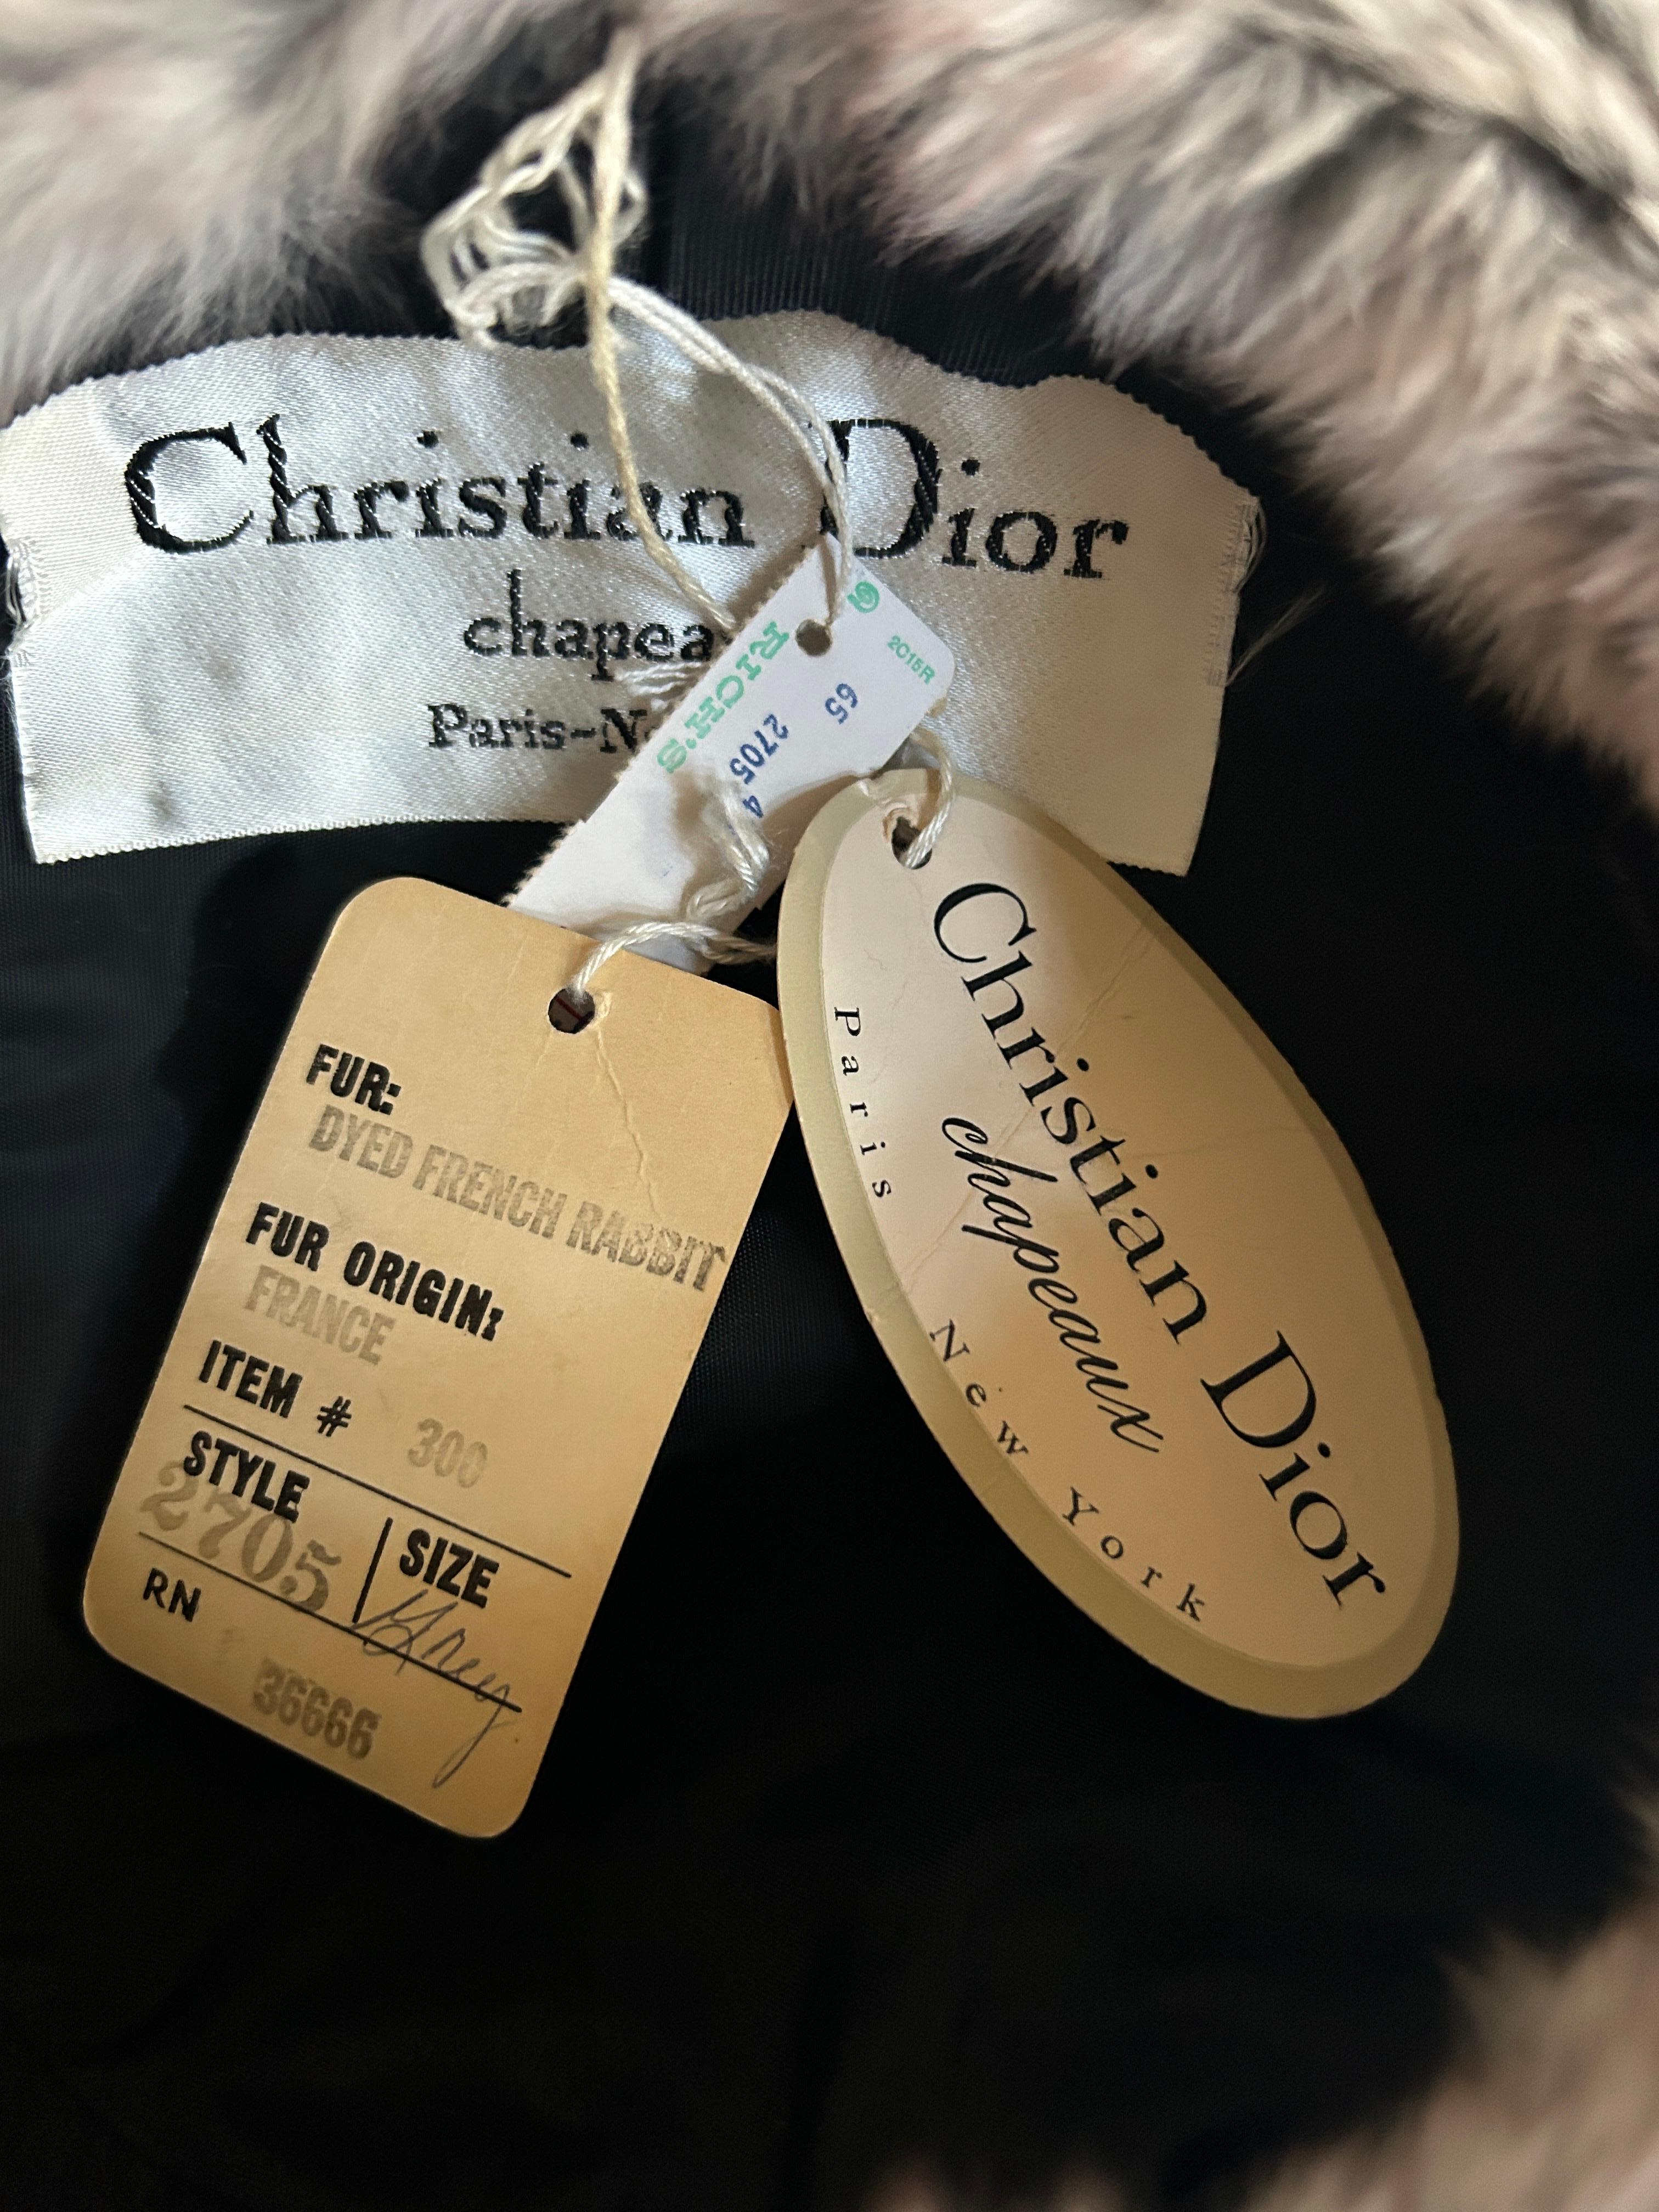 Christian Dior
chapea
Paris-N
RICH'S
2C15R
65
2705 4
FUR:
DYED FRENCH RABBIT
FUR ORIGIN:
FRANCE
ITEM # 300
STYLE
2705
SIZE
Grey
RN
36666
Christian Dior
chapeaux
Paris
New York